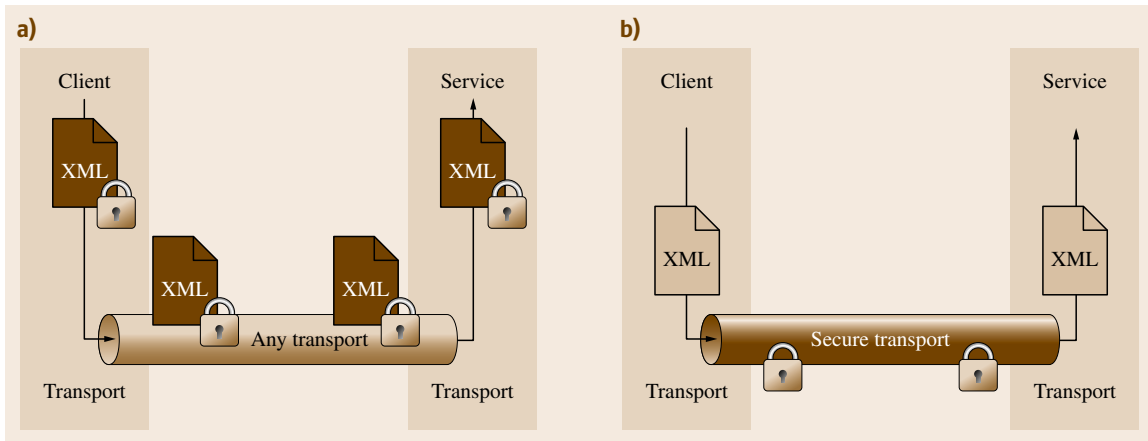 a)
Client
Service
XML
XML
XML
XML
Any transport
Transport
Transport
b)
Client
Service
XML
XML
Secure transport
Transport
Transport